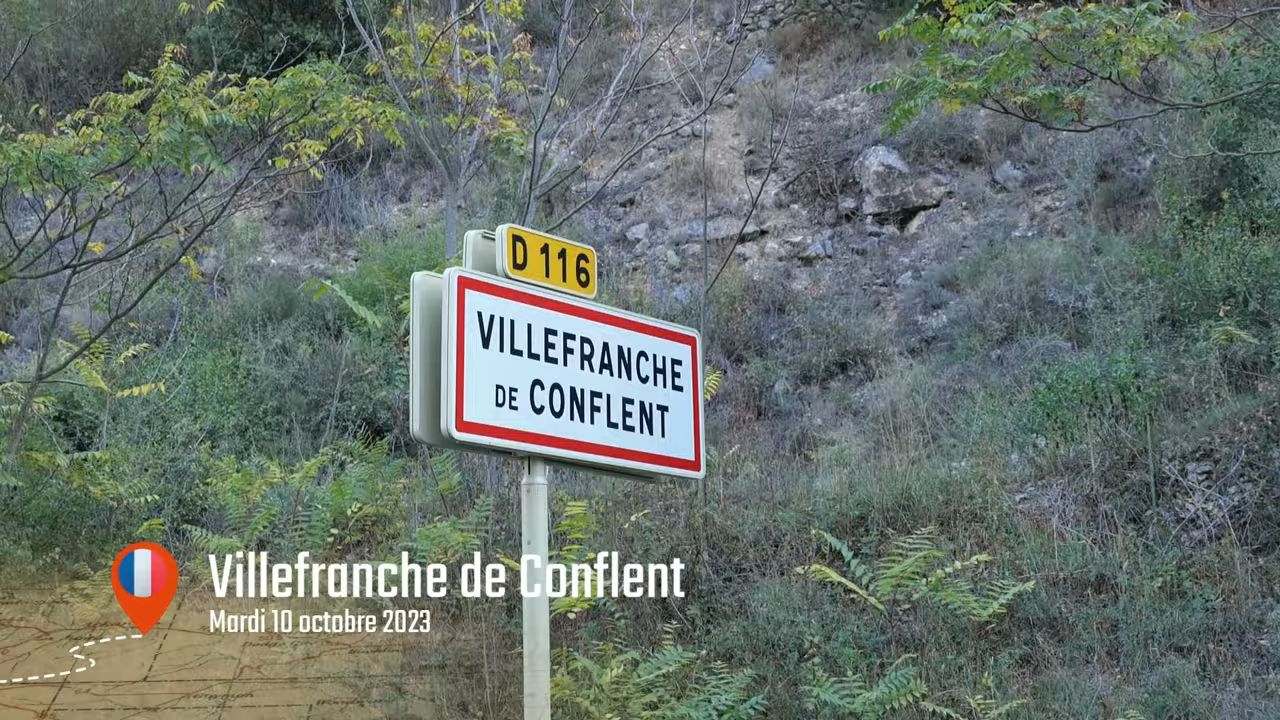 D 116
VILLEFRANCHE
DE CONFLENT
Villefranche de Conflent
Mardi 10 octobre 2023